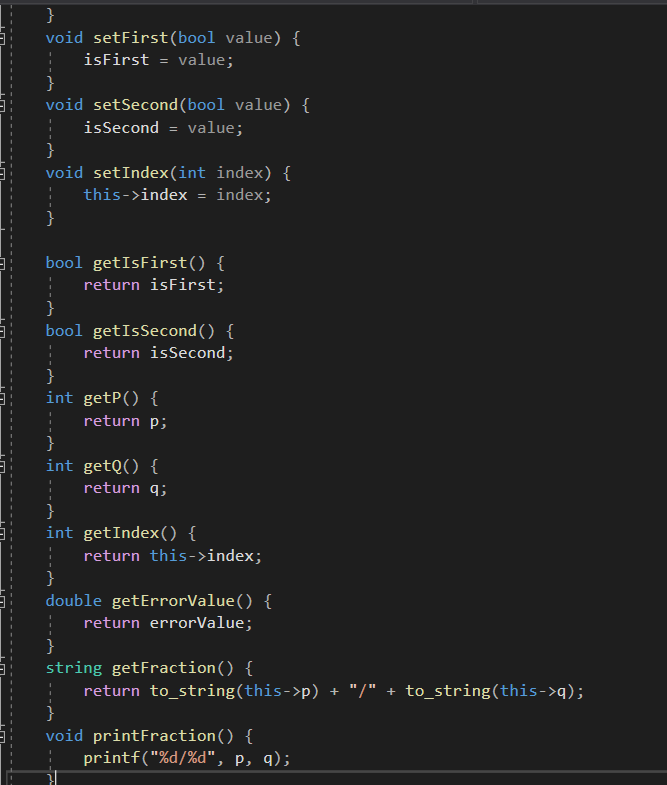 }
void setFirst(bool value) {
isFirst = value;
}
void setSecond(bool value) {
isSecond = value;
}
void setIndex(int index) {
this->index = index;
}
bool getIsFirst() {
return isFirst;
}
bool getIsSecond() {
return isSecond;
}
int getP() {
return p;
}
int getQ() {
return q;
}
int getIndex() {
return this->index;
}
double getErrorValue() {
return errorValue;
}
string getFraction() {
return to_string(this->p) + "/" + to_string(this->q);
}
void printFraction() {
printf("%d/%d", p, q);
}